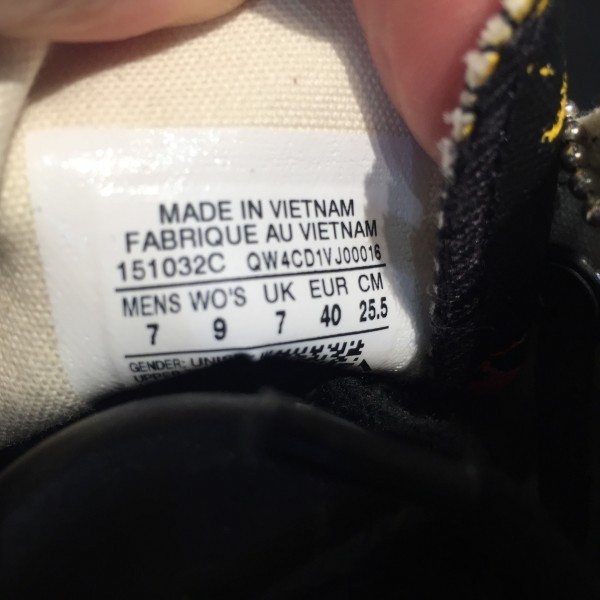 MADE IN VIETNAM
FABRIQUE AU VIETNAM
151032C QW4CD1VJ00016
MENS WO'S UK EUR CM
7 9 7 40 25.5
GENDER: